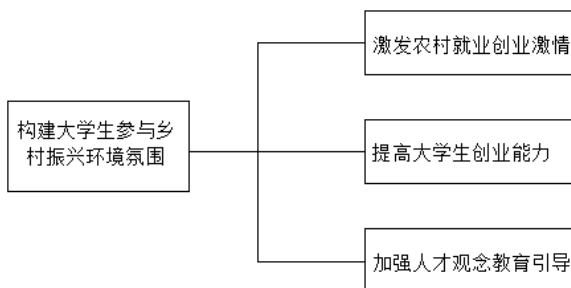 激发农村就业创业激情
构建大学生参与乡
村振兴环境氛围
提高大学生创业能力
加强人才观念教育引导